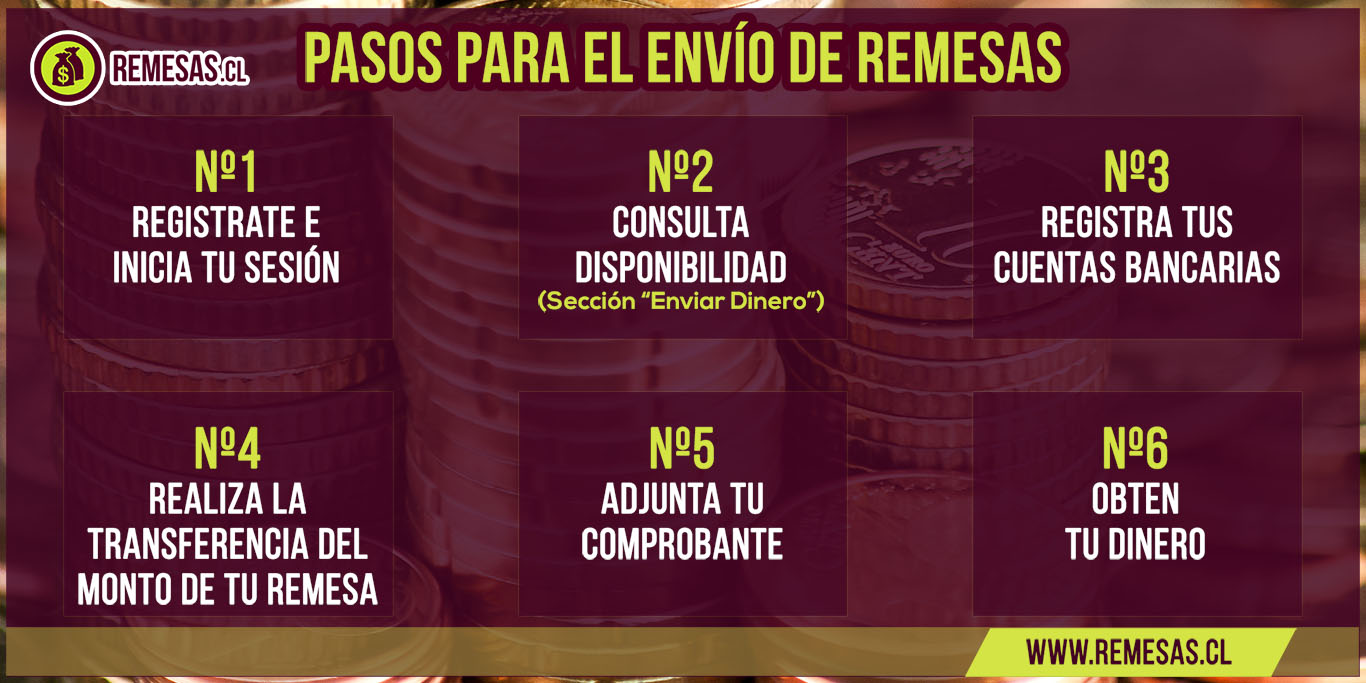 REMESAS.CL
PASOS PARA EL ENVÍO DE REMESAS
Nº1
REGISTRATE E
INICIA TU SESIÓN
Nº2
CONSULTA
DISPONIBILIDAD
(Sección “Enviar Dinero”)
Nº3
REGISTRA TUS
CUENTAS BANCARIAS
Nº4
REALIZA LA
TRANSFERENCIA DEL
MONTO DE TU REMESA
Nº5
ADJUNTA TU
COMPROBANTE
Nº6
OBTEN
TU DINERO
WWW.REMESAS.CL